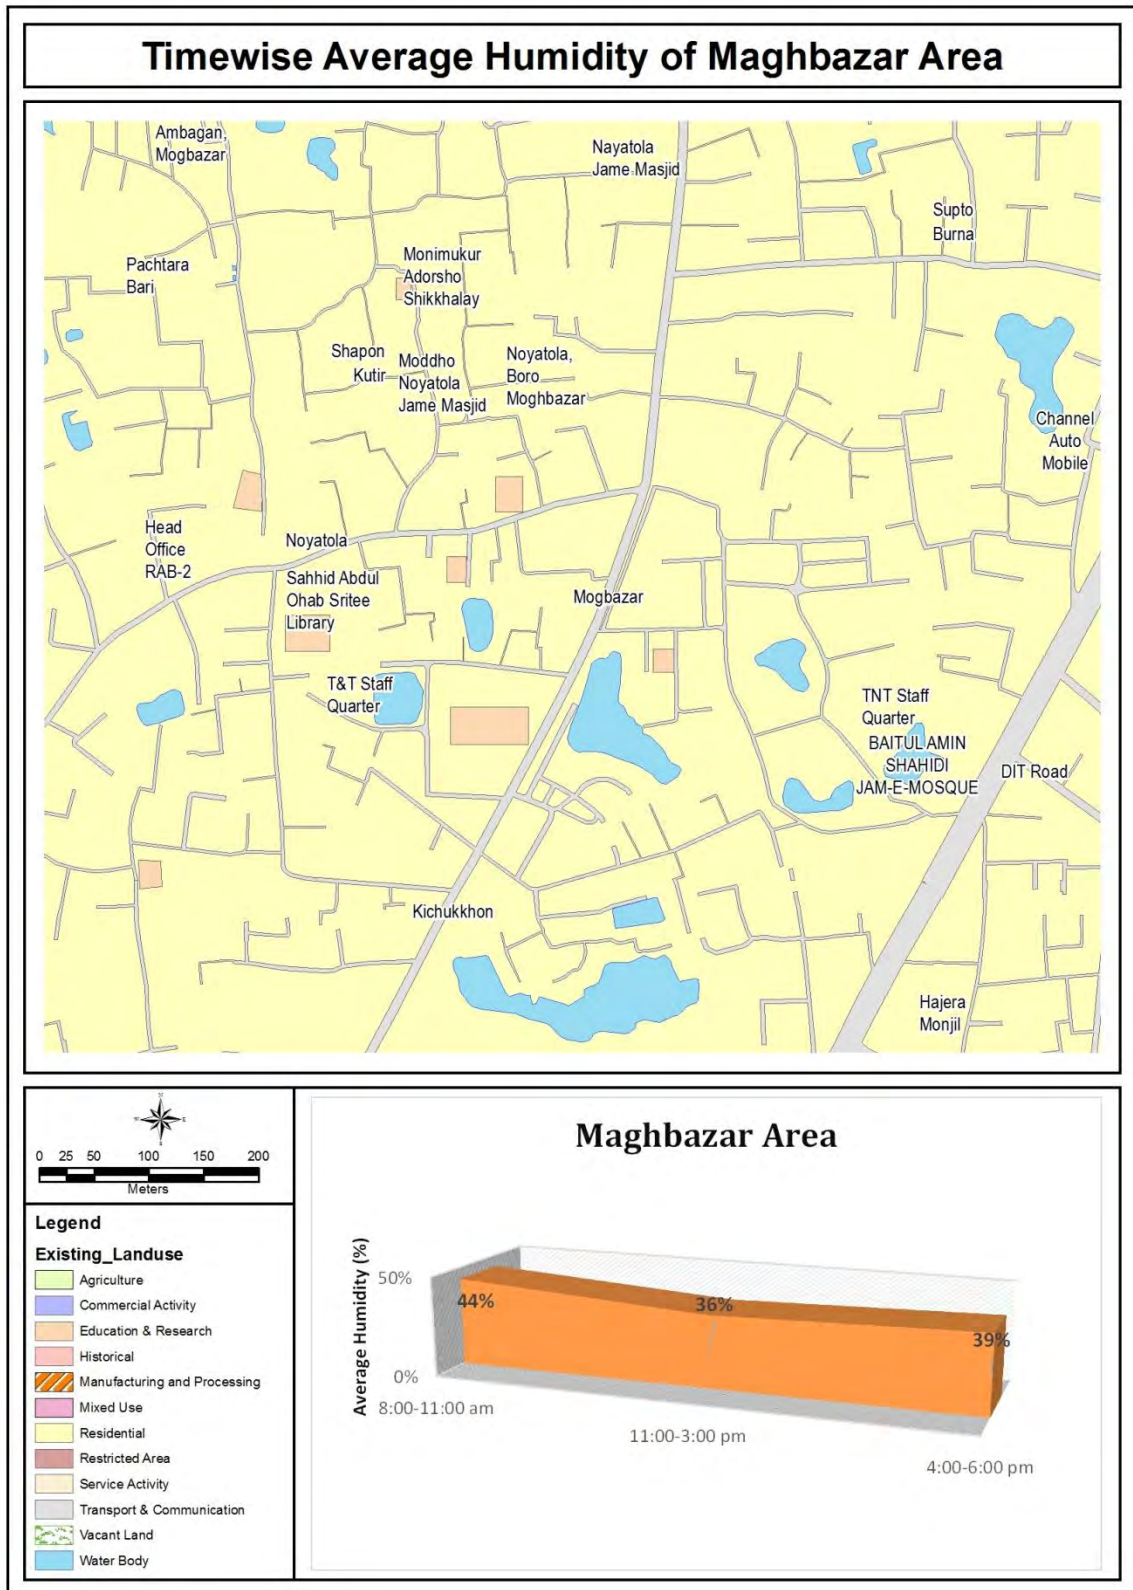 Timewise Average Humidity of Maghbazar Area
Ambagan,
Mogbazar
Nayatola
Jame Masjid
Supto
Burna
Pachtara
Bari
Monimukur
Adorsho
Shikkhalay
Shapon
Kutir
Moddho
Noyatola
Jame Masjid
Noyatola,
Boro
Moghbazar
Channel
Auto
Mobile
Head
Office
RAB-2
Noyatola
Sahhid Abdul
Ohab Sritee
Library
Mogbazar
T&T Staff
Quarter
TNT Staff
Quarter
BAITUL AMIN
SHAHIDI
JAM-E-MOSQUE
DIT Road
Kichukkhon
Hajera
Monjil
0 25 50 100 150 200
Meters
Legend
Existing_Landuse
Agriculture
Commercial Activity
Education & Research
Historical
Manufacturing and Processing
Mixed Use
Residential
Restricted Area
Service Activity
Transport & Communication
Vacant Land
Water Body
Maghbazar Area
Average Humidity (%)
50%
0%
44%
36%
39%
8:00-11:00 am
11:00-3:00 pm
4:00-6:00 pm